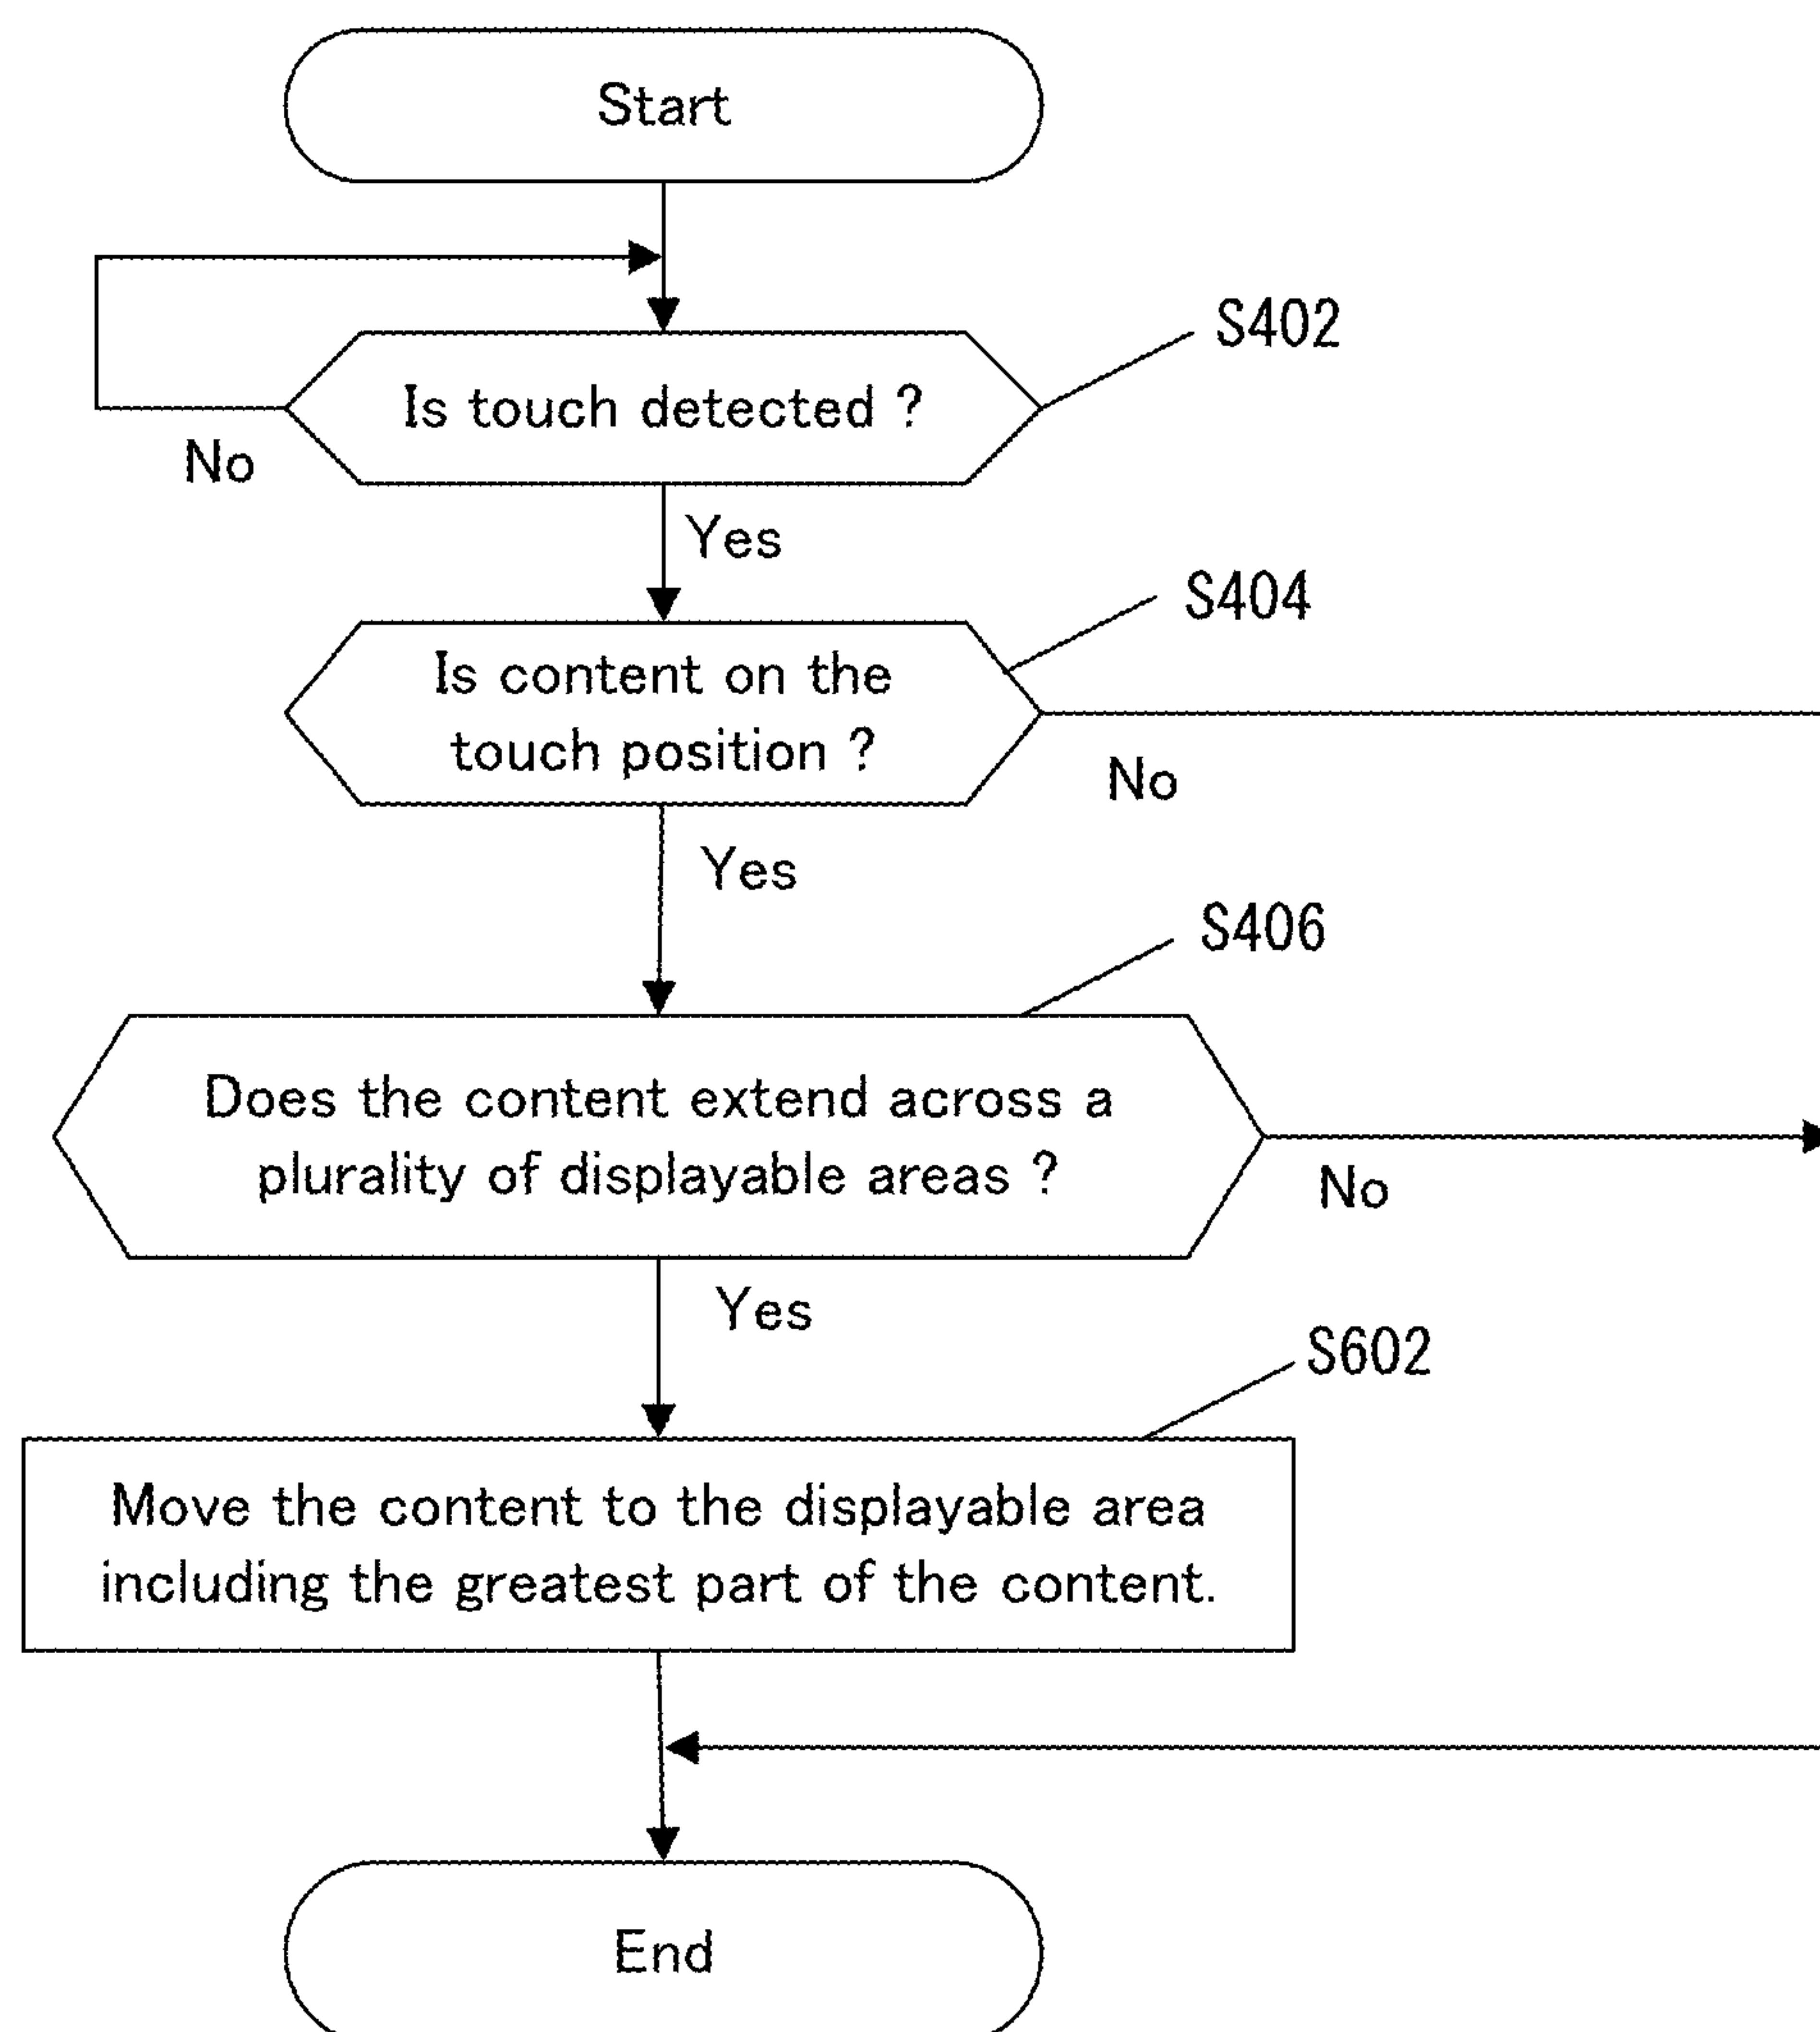 Start
S402
Is touch detected ?
No
Yes
S404
Is content on the
touch position ?
No
Yes
S406
Does the content extend across a
plurality of displayable areas ?
No
Yes
S602
Move the content to the displayable area
including the greatest part of the content.
End